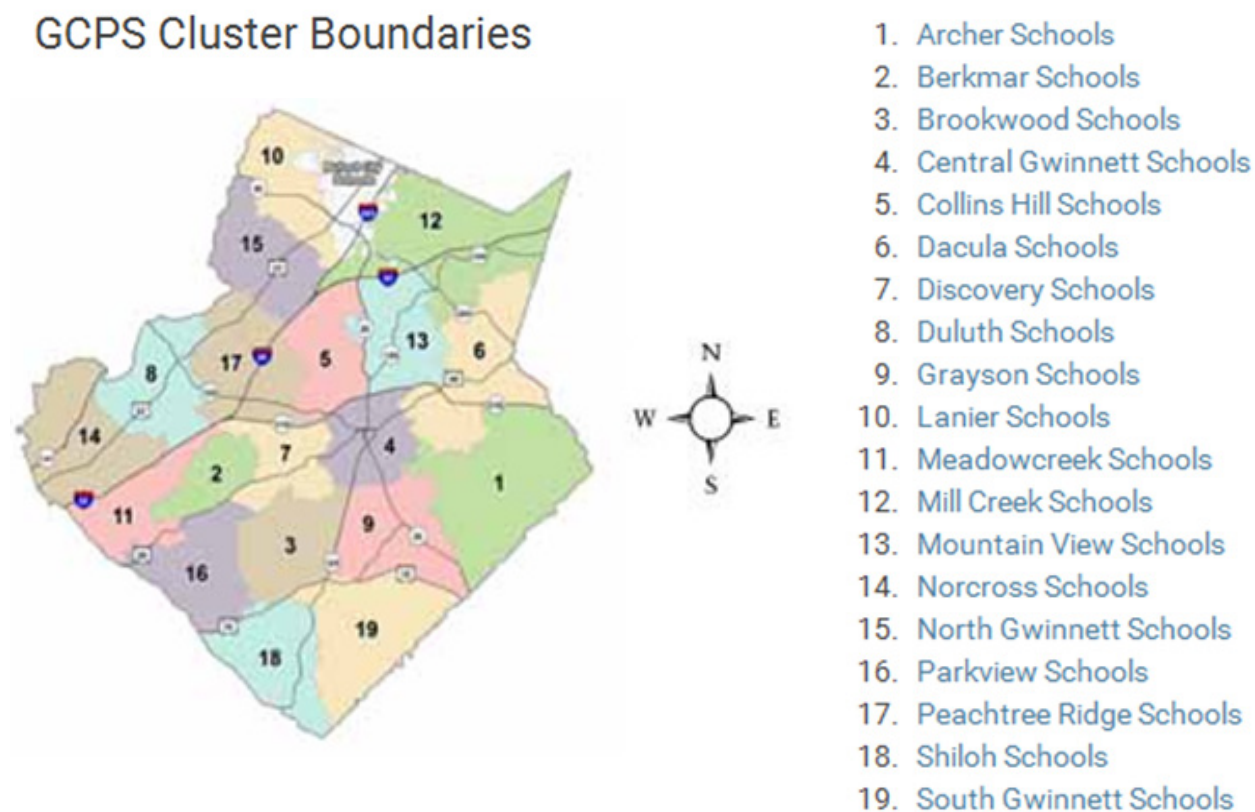 GCPS Cluster Boundaries
10
12
15
13
6
5
17
8
14
4
7
2
1
11
9
3
16
19
18
N
W E
S
1. Archer Schools
2. Berkmar Schools
3. Brookwood Schools
4. Central Gwinnett Schools
5. Collins Hill Schools
6. Dacula Schools
7. Discovery Schools
8. Duluth Schools
9. Grayson Schools
10. Lanier Schools
11. Meadowcreek Schools
12. Mill Creek Schools
13. Mountain View Schools
14. Norcross Schools
15. North Gwinnett Schools
16. Parkview Schools
17. Peachtree Ridge Schools
18. Shiloh Schools
19. South Gwinnett Schools